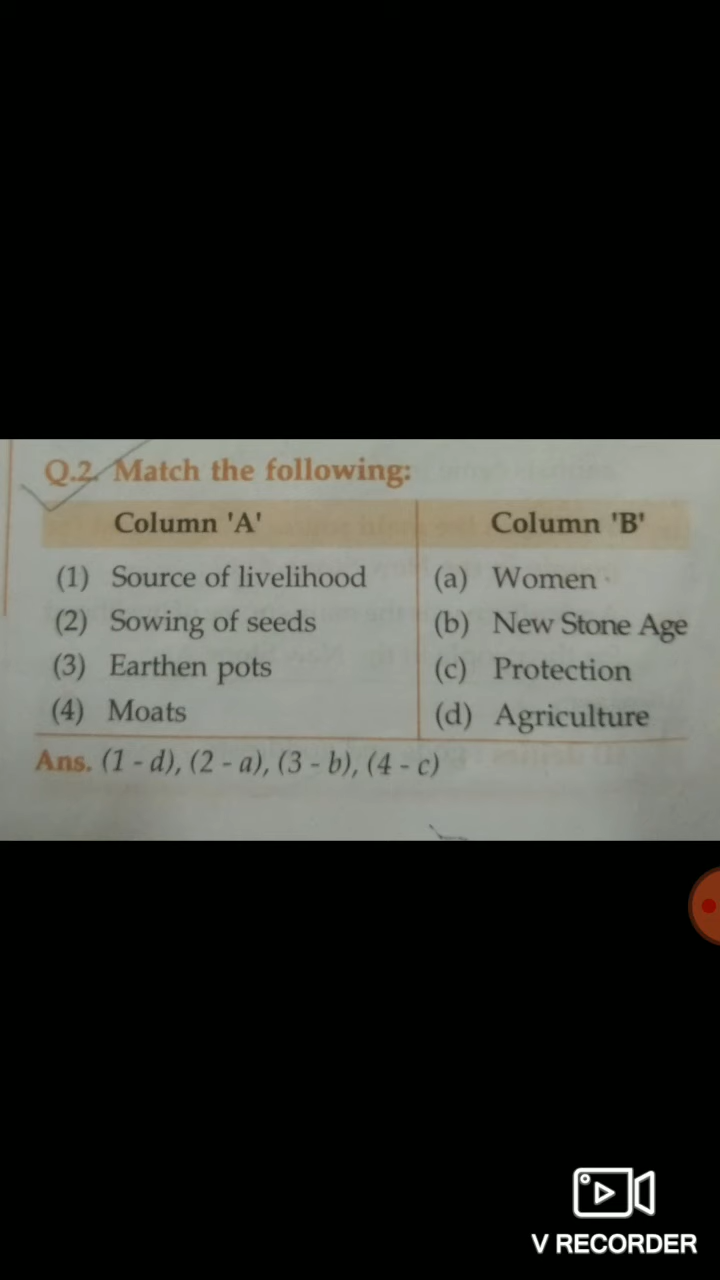 Q.2. Match the following:
Column 'A' Column 'B'
(1) Source of livelihood (a) Women
(2) Sowing of seeds (b) New Stone Age
(3) Earthen pots (c) Protection
(4) Moats (d) Agriculture
Ans. (1 - d), (2 - a), (3 - b), (4 - c)
V RECORDER